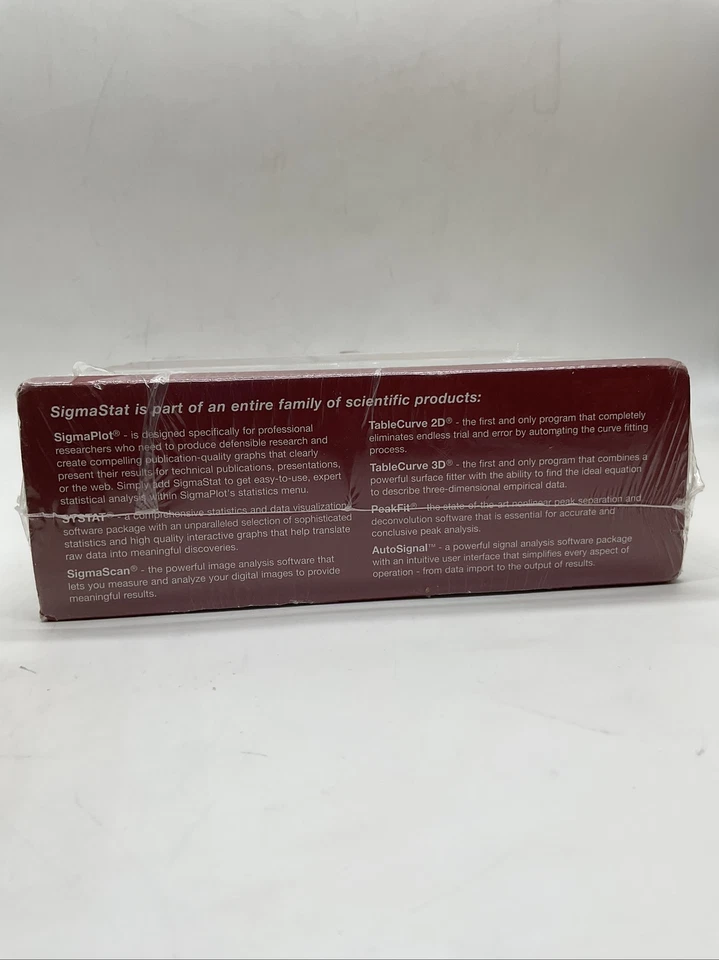 SigmaStat is part of an entire family of scientific products:
SigmaPlot® - is designed specifically for professional
researchers who need to produce defensible research and
create compelling publication-quality graphs that clearly
present their results for technical publications, presentations,
or the web. Simply add SigmaStat to get easy-to-use, expert
statistical analysis within SigmaPlot's statistics menu.
SYSTAT - a comprehensive statistics and data visualization
software package with an unparalleled selection of sophisticated
statistics and high quality interactive graphs that help translate
raw data into meaningful discoveries.
SigmaScan® - the powerful image analysis software that
lets you measure and analyze your digital images to provide
meaningful results.
TableCurve 2D® - the first and only program that completely
eliminates endless trial and error by automating the curve fitting
process.
TableCurve 3D® - the first and only program that combines a
powerful surface fitter with the ability to find the ideal equation
to describe three-dimensional empirical data.
PeakFit® - the state-of-the-art nonlinear peak separation and
deconvolution software that is essential for accurate and
conclusive peak analysis.
AutoSignal™ - a powerful signal analysis software package
with an intuitive user interface that simplifies every aspect of
operation - from data import to the output of results.